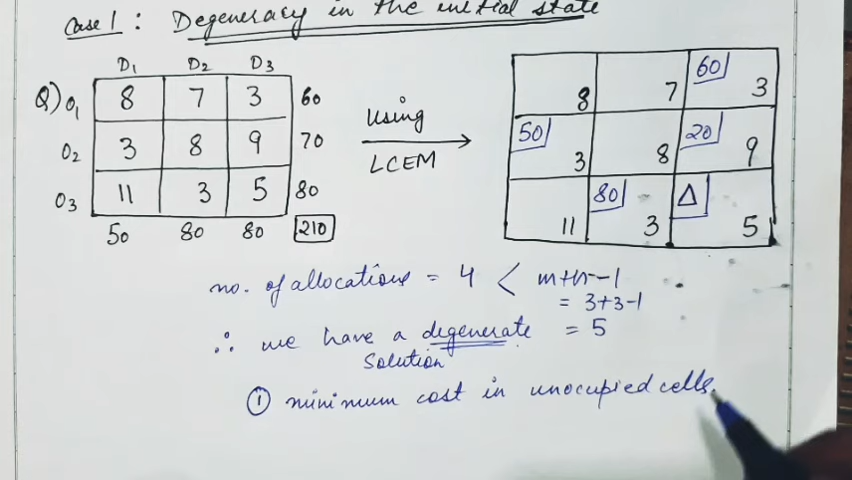 Case 1 : Degeneracy in the initial state
D1 D2 D3
Q) O1 8 7 3 60
O2 3 8 9 70
O3 11 3 5 80
50 80 80 210
Using
LCEM
8 7 60 3
50 3 8 20 9
11 80 3 Δ 5
no. of allocations = 4 < m+n-1
= 3+3-1
∴ we have a degenerate = 5
solution
① minimum cost in unocupied cells.